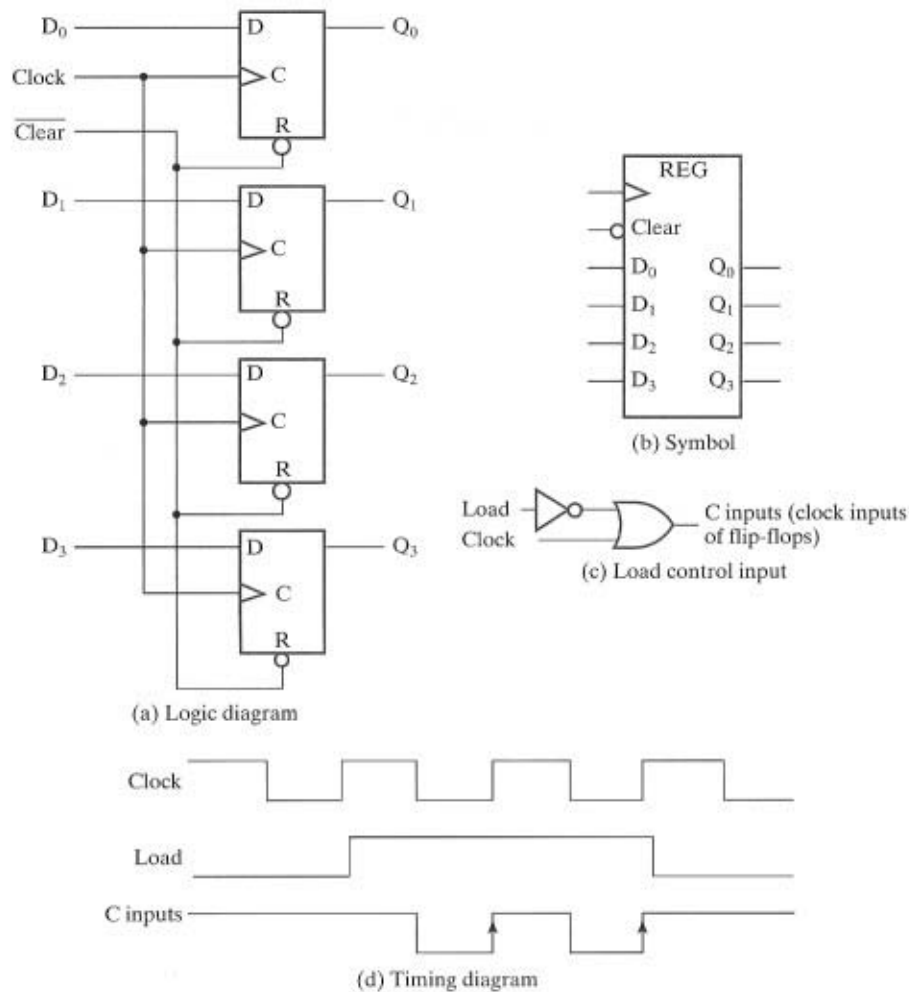 D₀
D
Q₀
Clock
C
Clear
R
D₁
D
Q₁
C
R
D₂
D
Q₂
C
R
D₃
D
Q₃
C
R
(a) Logic diagram
REG
Clear
D₀ Q₀
D₁ Q₁
D₂ Q₂
D₃ Q₃
(b) Symbol
Load
Clock
C inputs (clock inputs
of flip-flops)
(c) Load control input
Clock
Load
C inputs
(d) Timing diagram